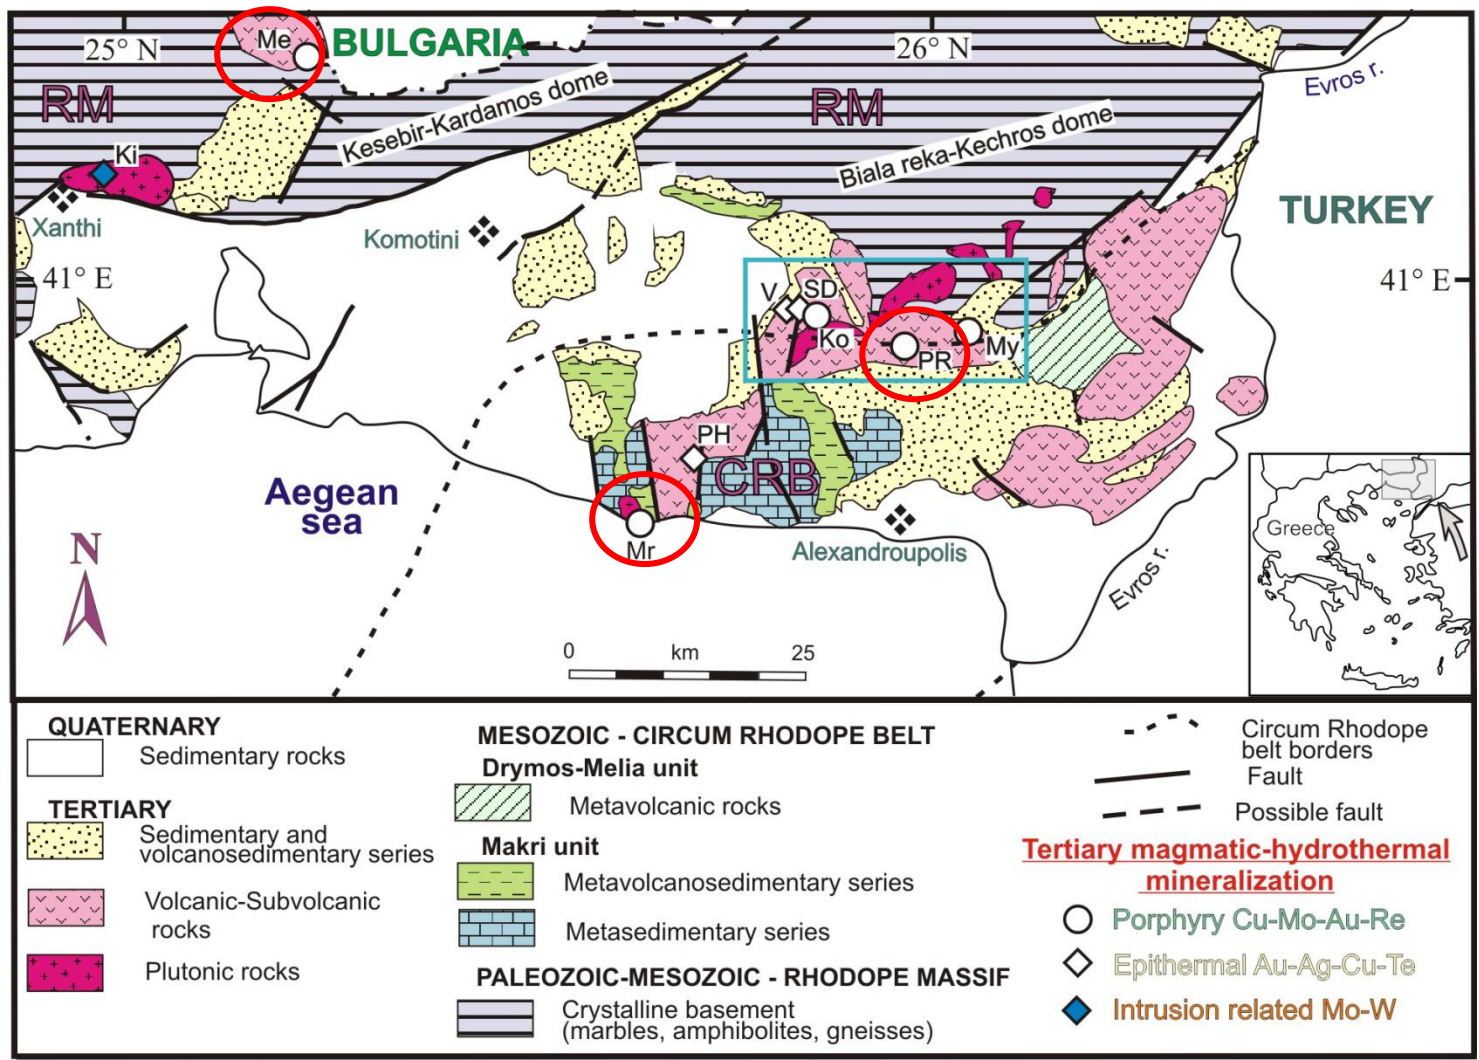 Me
BULGARIA
25° N
26° N
Evros r.
RM
RM
Kesebir-Kardamos dome
Biala reka-Kechros dome
Ki
Xanthi
Komotini
TURKEY
41° E
41° E
V
SD
Ko
PR
My
PH
CRB
Aegean
sea
Mr
Alexandroupolis
Evros r.
Greece
N
0 km 25
QUATERNARY
Sedimentary rocks
TERTIARY
Sedimentary and
volcanosedimentary series
Volcanic-Subvolcanic
rocks
Plutonic rocks
MESOZOIC - CIRCUM RHODOPE BELT
Drymos-Melia unit
Metavolcanic rocks
Makri unit
Metavolcanosedimentary series
Metasedimentary series
PALEOZOIC-MESOZOIC - RHODOPE MASSIF
Crystalline basement
(marbles, amphibolites, gneisses)
Circum Rhodope
belt borders
Fault
Possible fault
Tertiary magmatic-hydrothermal
mineralization
Porphyry Cu-Mo-Au-Re
Epithermal Au-Ag-Cu-Te
Intrusion related Mo-W